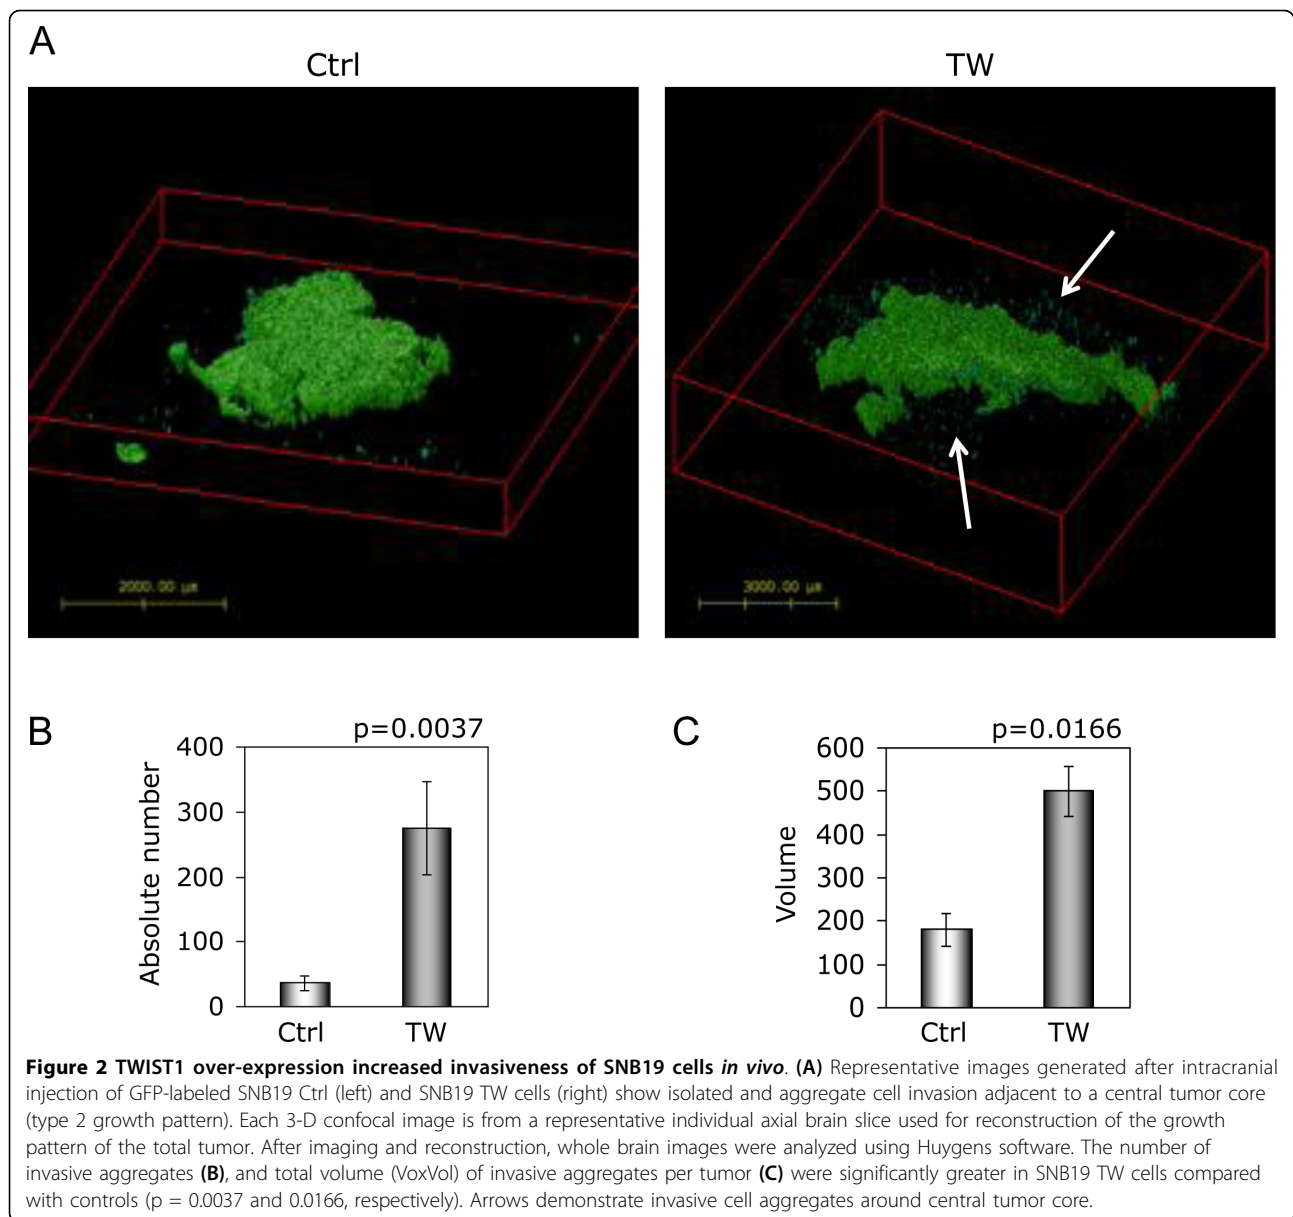 A
Ctrl
TW
2000.00 µm
3000.00 µm
B
p=0.0037
Absolute number
400
300
200
100
0
Ctrl
TW
C
p=0.0166
Volume
600
500
400
300
200
100
0
Ctrl
TW
Figure 2 TWIST1 over-expression increased invasiveness of SNB19 cells in vivo. (A) Representative images generated after intracranial
injection of GFP-labeled SNB19 Ctrl (left) and SNB19 TW cells (right) show isolated and aggregate cell invasion adjacent to a central tumor core
(type 2 growth pattern). Each 3-D confocal image is from a representative individual axial brain slice used for reconstruction of the growth
pattern of the total tumor. After imaging and reconstruction, whole brain images were analyzed using Huygens software. The number of
invasive aggregates (B), and total volume (VoxVol) of invasive aggregates per tumor (C) were significantly greater in SNB19 TW cells compared
with controls (p = 0.0037 and 0.0166, respectively). Arrows demonstrate invasive cell aggregates around central tumor core.